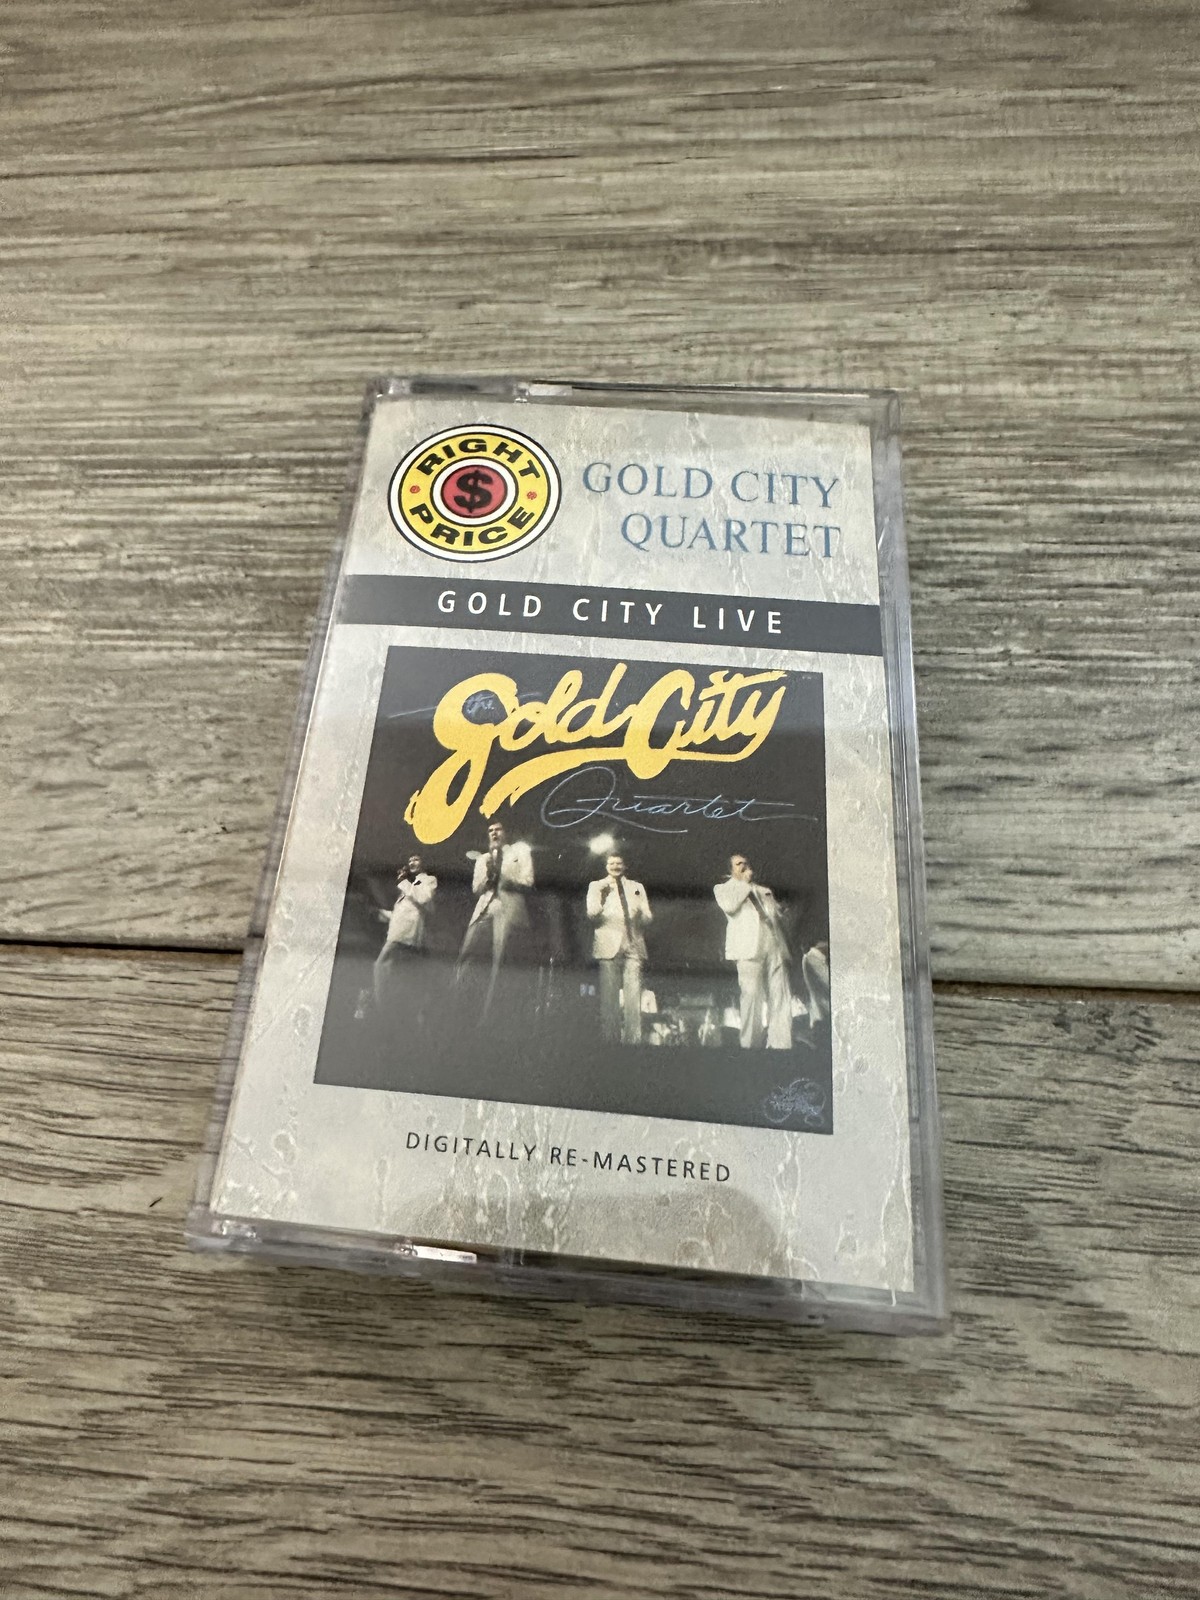 RIGHT
$
PRICE
GOLD CITY
QUARTET
GOLD CITY LIVE
the
Gold City
Quartet
DIGITALLY RE-MASTERED